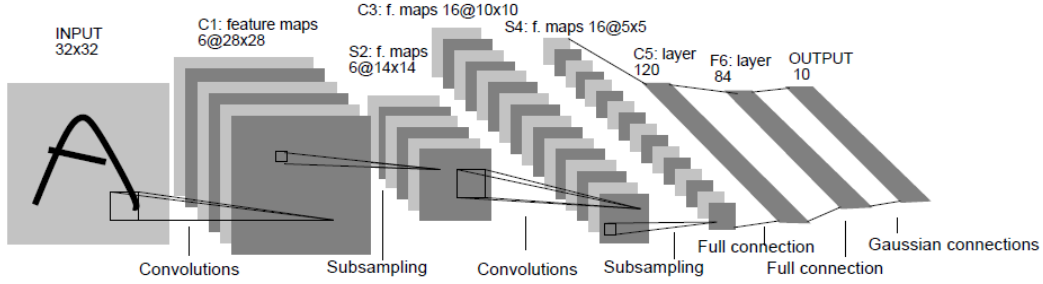 INPUT
32x32
C1: feature maps
6@28x28
S2: f. maps
6@14x14
C3: f. maps 16@10x10
S4: f. maps 16@5x5
C5: layer
120
F6: layer
84
OUTPUT
10
Convolutions
Subsampling
Convolutions
Subsampling
Full connection
Full connection
Gaussian connections